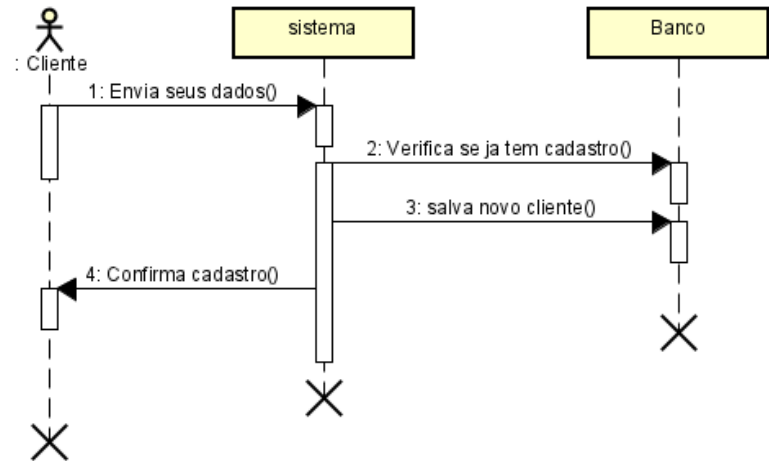 sistema
Banco
: Cliente
1: Envia seus dados()
2: Verifica se ja tem cadastro()
3: salva novo cliente()
4: Confirma cadastro()